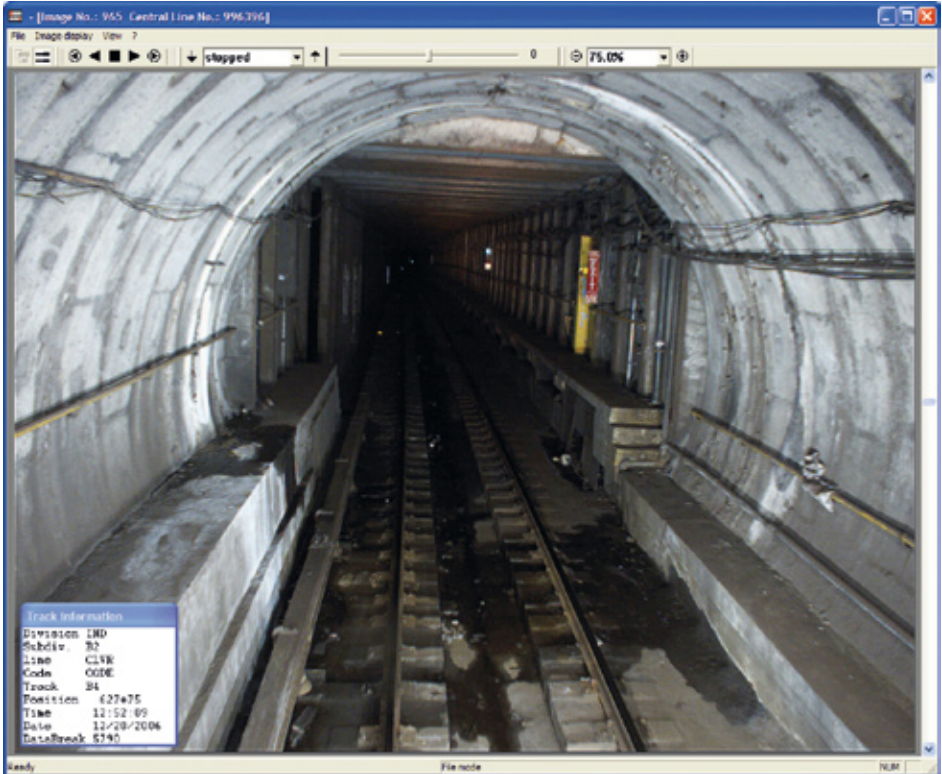 - [Image No.: 965 Central Line No.: 996396]
File Image display View ?
stopped 0 75.0%
Track Information
Division IND
Subdiv. B2
Line
Code CODE
Track B4
Position 627+75
Time 12:52:09
Date 12/20/2006
DataBreak 5790
Ready File mode NUM